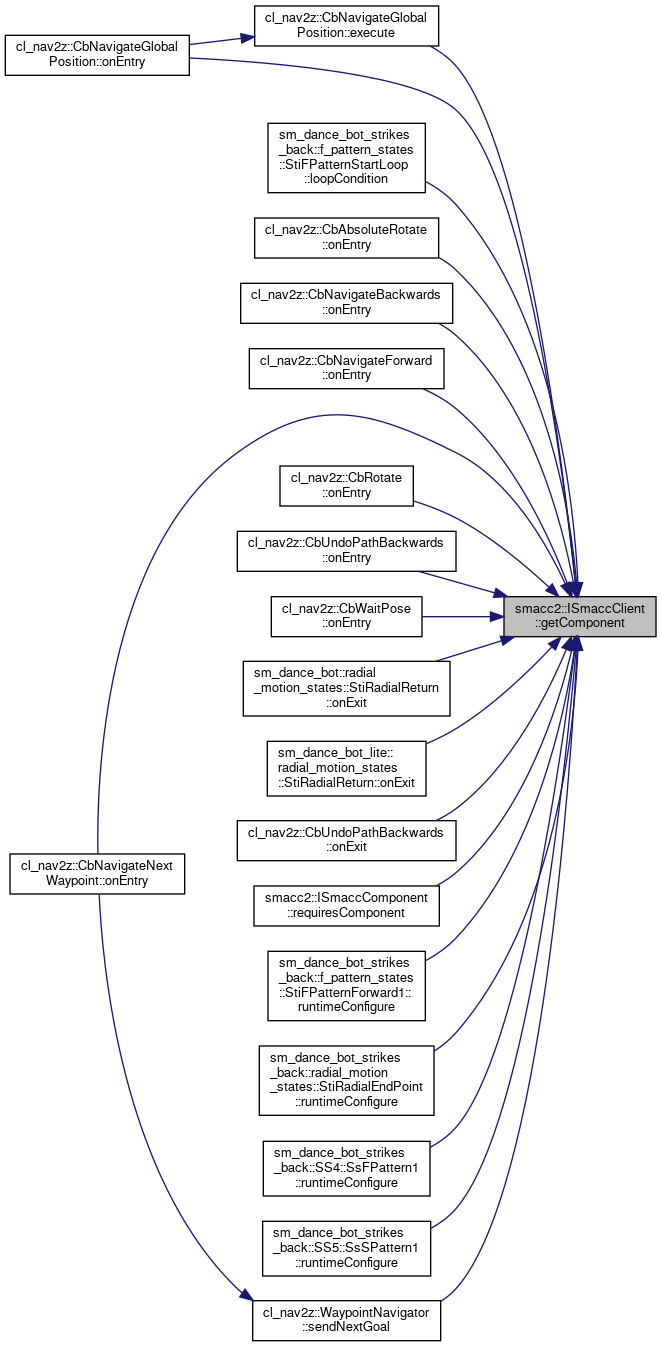 cl_nav2z::CbNavigateGlobal
Position::execute
cl_nav2z::CbNavigateGlobal
Position::onEntry
sm_dance_bot_strikes
_back::f_pattern_states
::StiFPatternStartLoop
::loopCondition
cl_nav2z::CbAbsoluteRotate
::onEntry
cl_nav2z::CbNavigateBackwards
::onEntry
cl_nav2z::CbNavigateForward
::onEntry
cl_nav2z::CbRotate
::onEntry
cl_nav2z::CbUndoPathBackwards
::onEntry
cl_nav2z::CbWaitPose
::onEntry
smacc2::ISmaccClient
::getComponent
sm_dance_bot::radial
_motion_states::StiRadialReturn
::onExit
sm_dance_bot_lite::
radial_motion_states
::StiRadialReturn::onExit
cl_nav2z::CbUndoPathBackwards
::onExit
cl_nav2z::CbNavigateNext
Waypoint::onEntry
smacc2::ISmaccComponent
::requiresComponent
sm_dance_bot_strikes
_back::f_pattern_states
::StiFPatternForward1::
runtimeConfigure
sm_dance_bot_strikes
_back::radial_motion
_states::StiRadialEndPoint
::runtimeConfigure
sm_dance_bot_strikes
_back::SS4::SsFPattern1
::runtimeConfigure
sm_dance_bot_strikes
_back::SS5::SsSPattern1
::runtimeConfigure
cl_nav2z::WaypointNavigator
::sendNextGoal